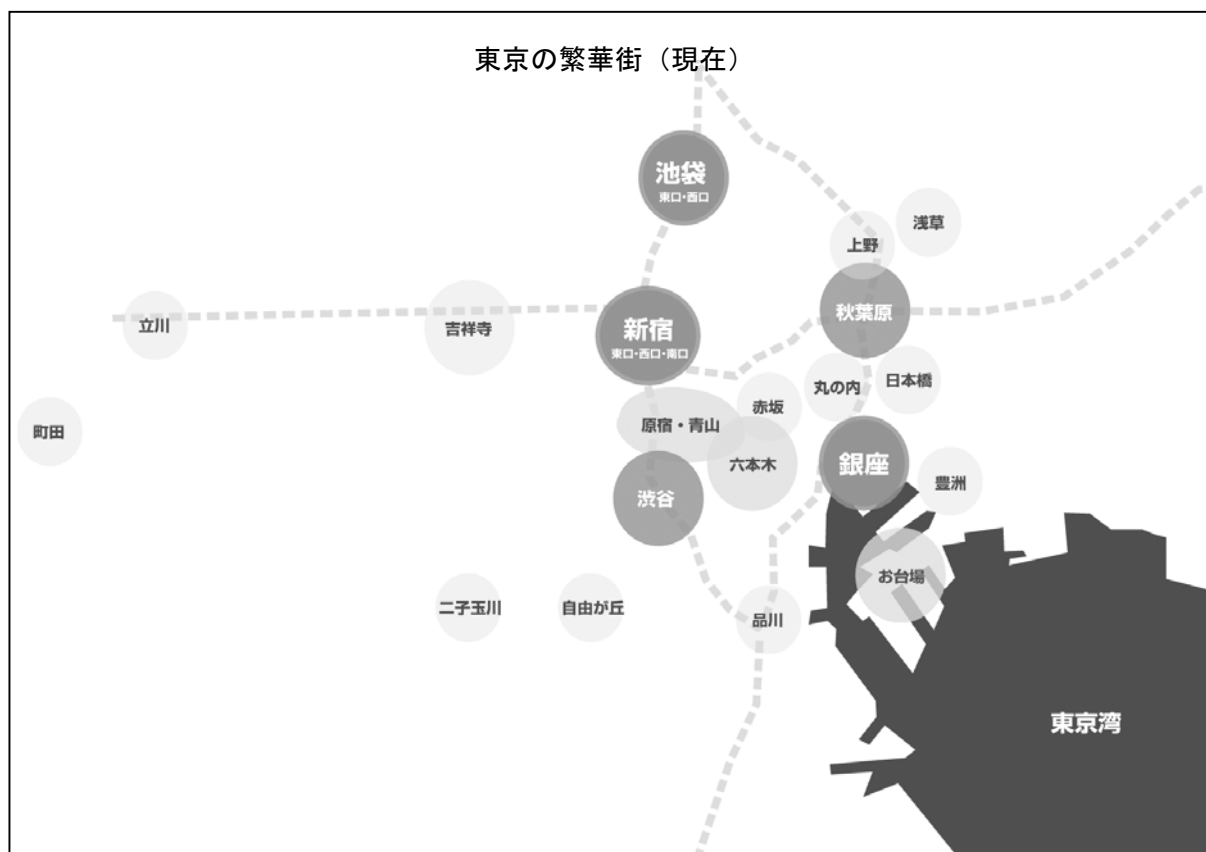 東京の繁華街（現在）
池袋
東口・西口
浅草
上野
秋葉原
立川
吉祥寺
新宿
東口・西口・南口
丸の内
日本橋
赤坂
町田
原宿・青山
六本木
銀座
豊洲
渋谷
お台場
二子玉川
自由が丘
品川
東京湾